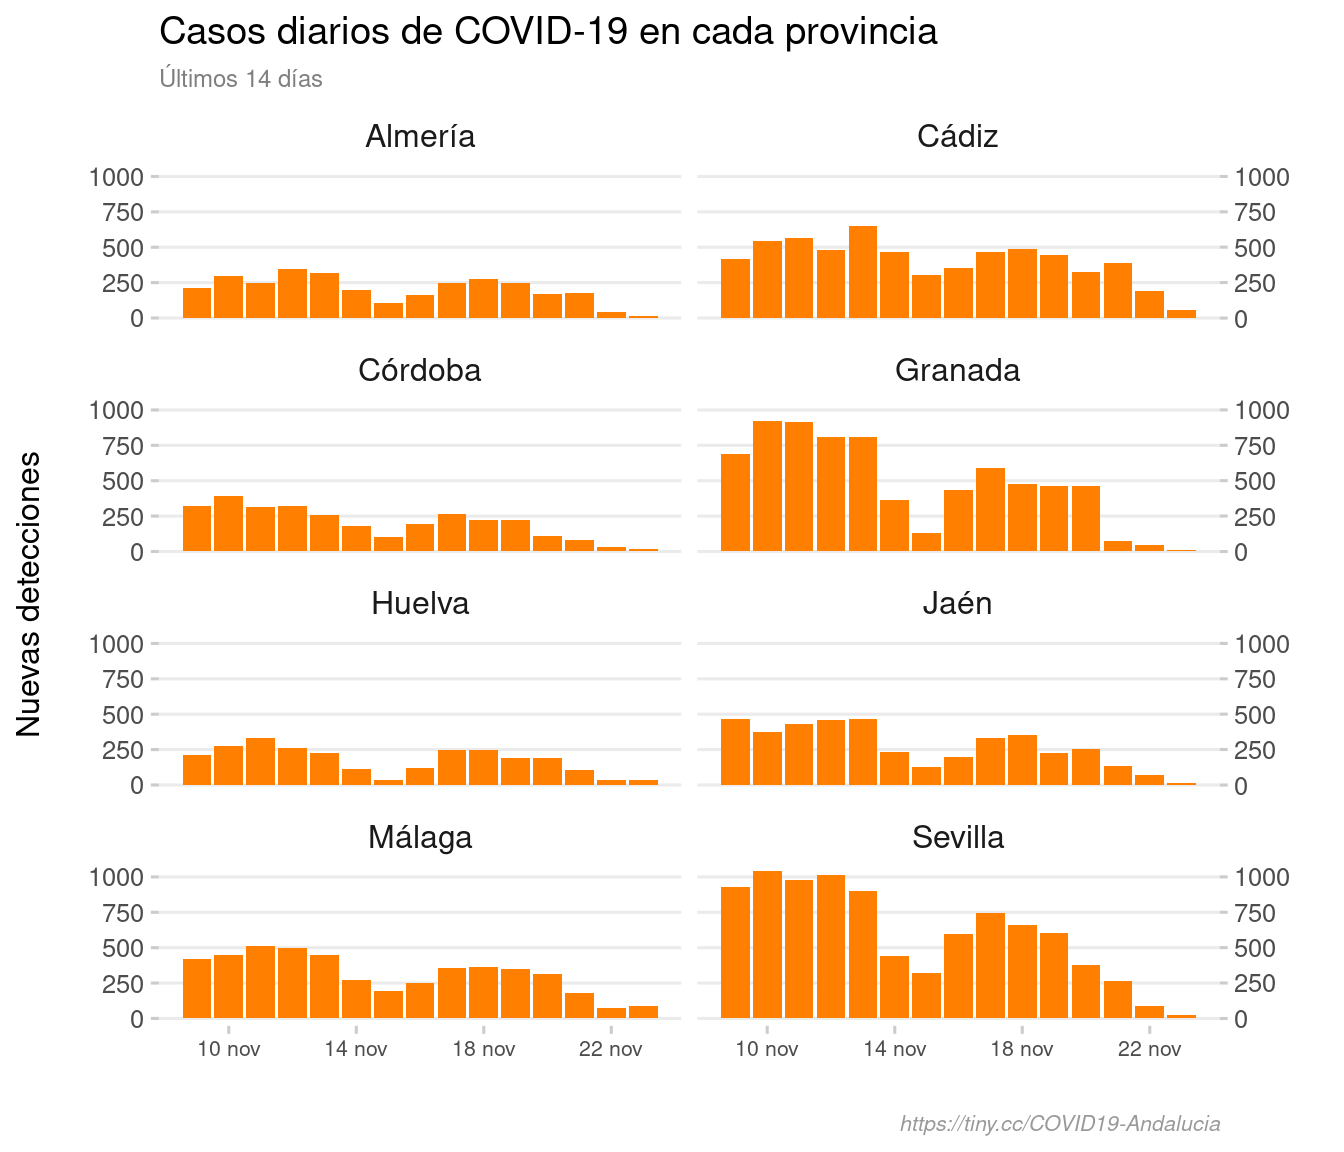 Casos diarios de COVID-19 en cada provincia
Últimos 14 días
Almería
Cádiz
1000
750
500
250
0
1000
750
500
250
0
Córdoba
Granada
1000
750
500
250
0
1000
750
500
250
0
Nuevas detecciones
Huelva
Jaén
1000
750
500
250
0
1000
750
500
250
0
Málaga
Sevilla
1000
750
500
250
0
1000
750
500
250
0
10 nov 14 nov 18 nov 22 nov
10 nov 14 nov 18 nov 22 nov
https://tiny.cc/COVID19-Andalucia